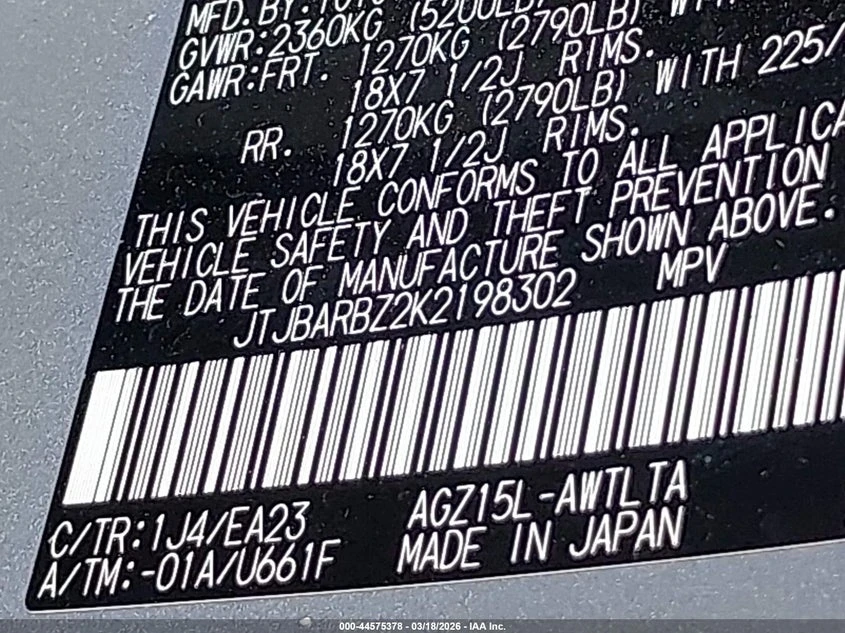 MFD. BY:
GVWR:2360KG (5200LB)
GAWR:FRT. 1270KG (2790LB)
18X7 1/2J RIMS.
RR. 1270KG (2790LB) WITH 225/
18X7 1/2J RIMS.
THIS VEHICLE CONFORMS TO ALL APPLICA
VEHICLE SAFETY AND THEFT PREVENTION
THE DATE OF MANUFACTURE SHOWN ABOVE.
JTJBARBZ2K2198302 MPV
C/TR:1J4/EA23 AGZ15L-AWTLTA
A/TM:-01A/U661F MADE IN JAPAN
000-44575378 - 03/18/2026 - IAA Inc.